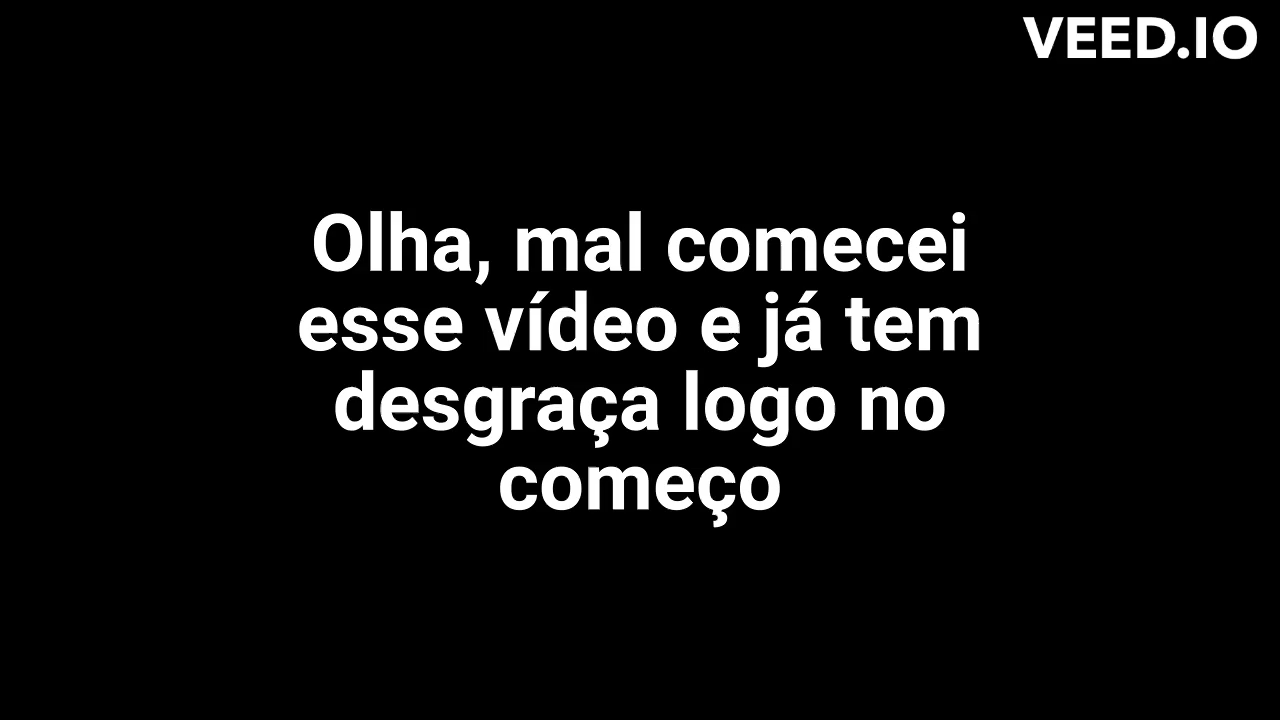 VEED.IO
Olha, mal comecei
esse vídeo e já tem
desgraça logo no
começo